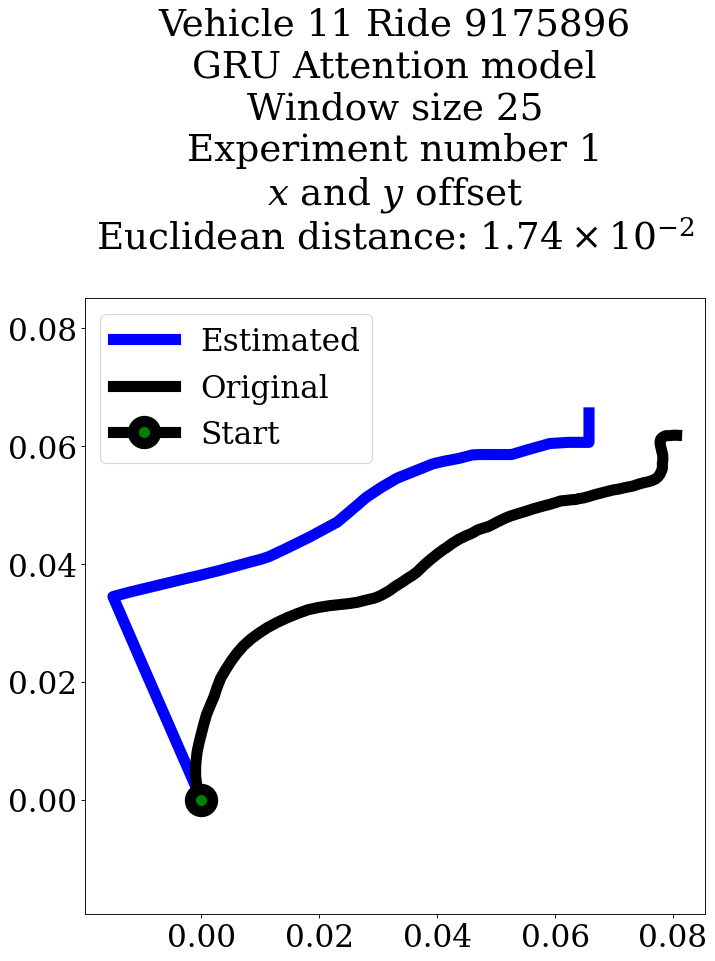 Vehicle 11 Ride 9175896
GRU Attention model
Window size 25
Experiment number 1
x and y offset
Euclidean distance: 1.74 × 10⁻²
Estimated
Original
Start
0.08
0.06
0.04
0.02
0.00
0.00 0.02 0.04 0.06 0.08